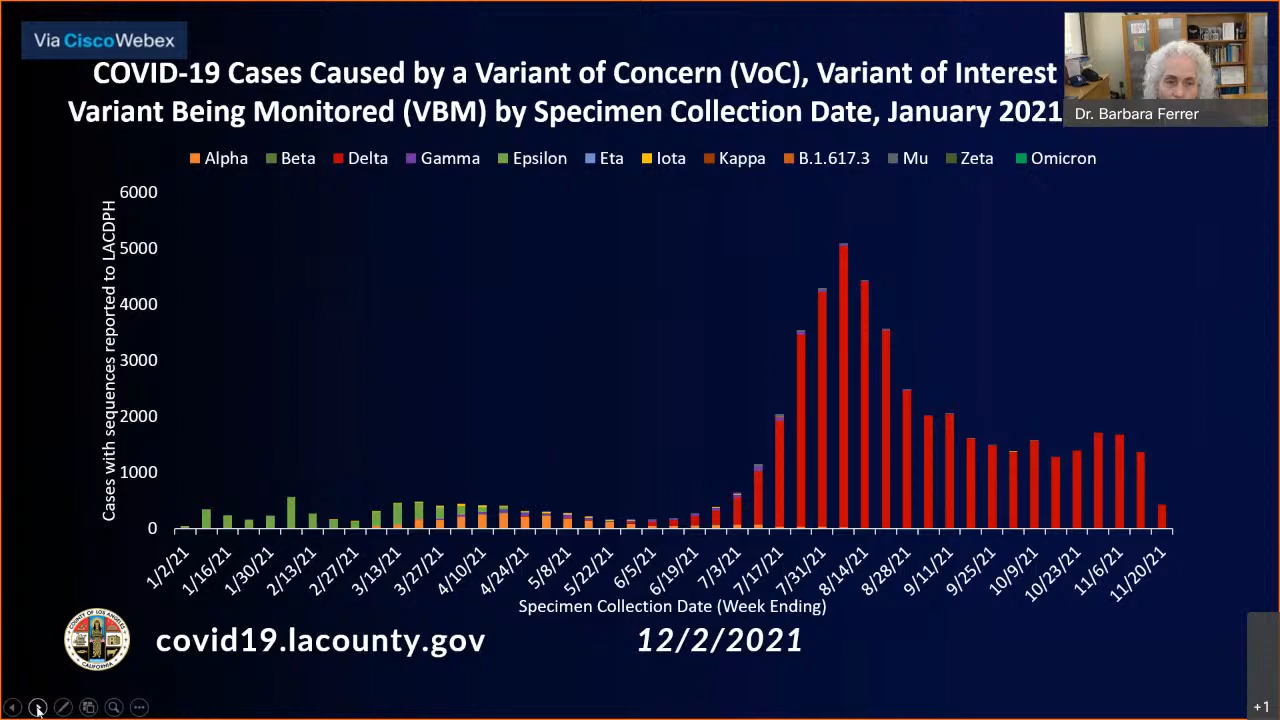 Via CiscoWebex
COVID-19 Cases Caused by a Variant of Concern (VoC), Variant of Interest
Variant Being Monitored (VBM) by Specimen Collection Date, January 2021
Dr. Barbara Ferrer
Alpha Beta Delta Gamma Epsilon Eta Iota Kappa B.1.617.3 Mu Zeta Omicron
Cases with sequences reported to LACDPH
6000
5000
4000
3000
2000
1000
0
1/2/21 1/16/21 1/30/21 2/13/21 2/27/21 3/13/21 3/27/21 4/10/21 4/24/21 5/8/21 5/22/21 6/5/21 6/19/21 7/3/21 7/17/21 7/31/21 8/14/21 8/28/21 9/11/21 9/25/21 10/9/21 10/23/21 11/6/21 11/20/21
Specimen Collection Date (Week Ending)
COUNTY OF LOS ANGELES
CALIFORNIA
covid19.lacounty.gov
12/2/2021
+1